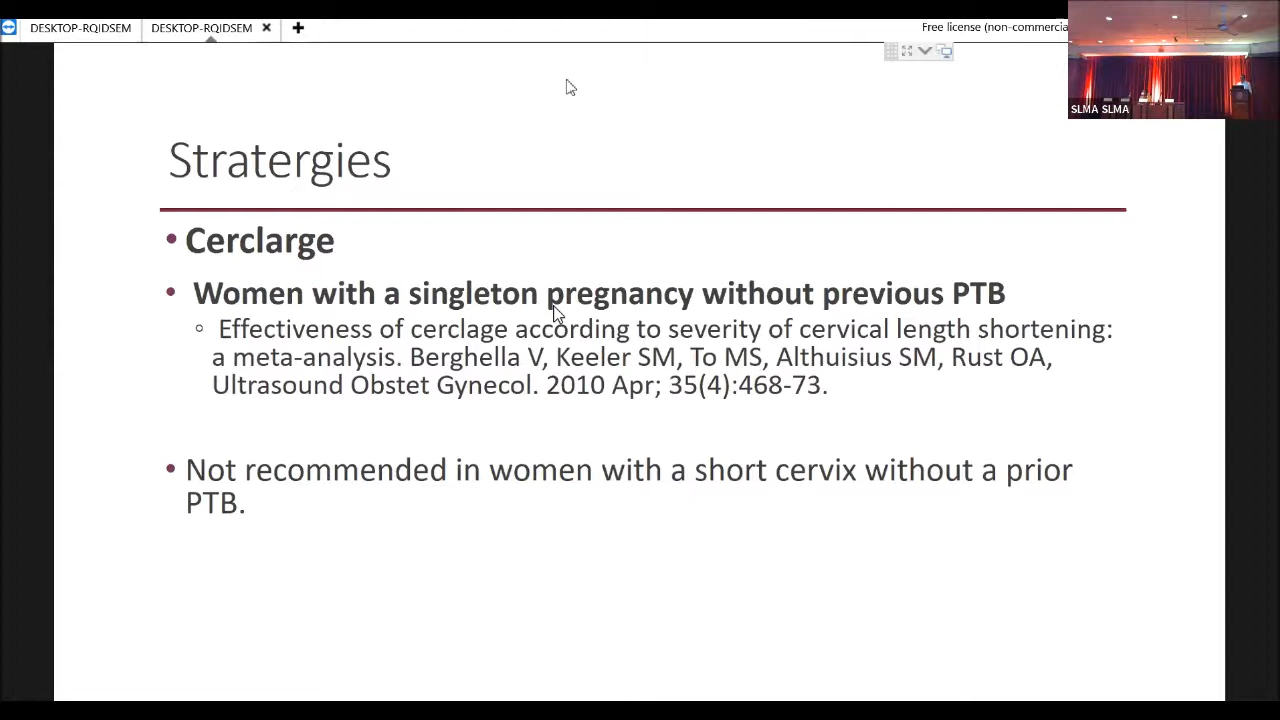 DESKTOP-RQIDSEM
DESKTOP-RQIDSEM
Free license (non-commercia
SLMA SLMA
Stratergies
• Cerclarge
• Women with a singleton pregnancy without previous PTB
◦ Effectiveness of cerclage according to severity of cervical length shortening:
a meta-analysis. Berghella V, Keeler SM, To MS, Althuisius SM, Rust OA,
Ultrasound Obstet Gynecol. 2010 Apr; 35(4):468-73.
• Not recommended in women with a short cervix without a prior
PTB.